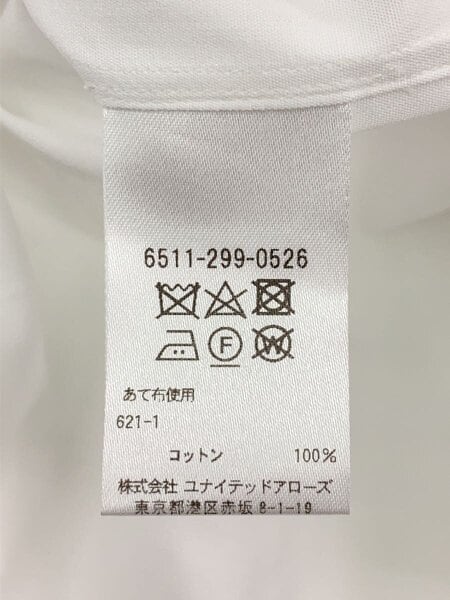 6511-299-0526
F W
あて布使用
621-1
コットン 100%
株式会社 ユナイテッドアローズ
東京都港区赤坂 8-1-19